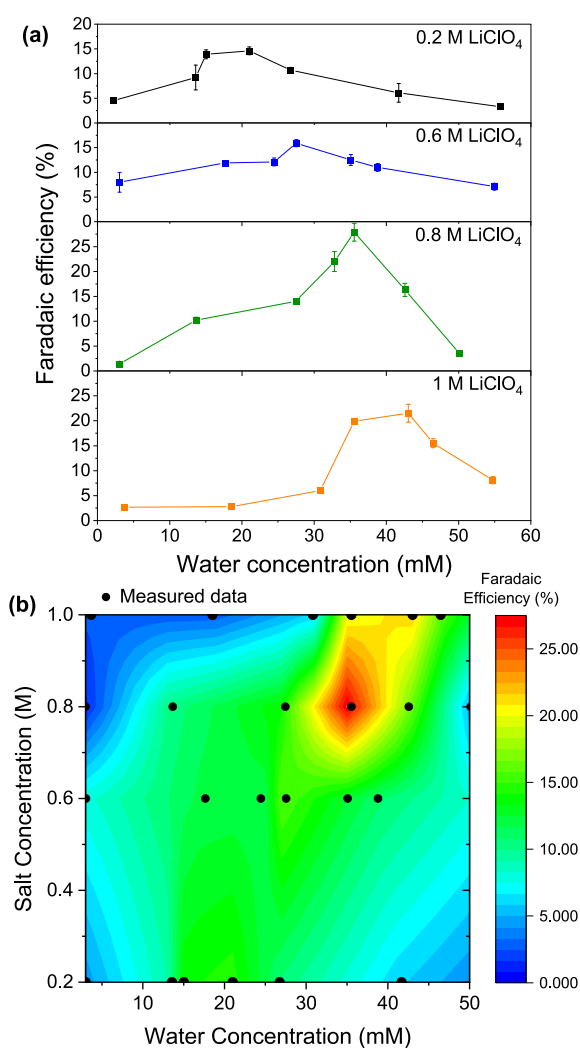 (a)
0.2 M LiClO4
20
15
10
5
0
0.6 M LiClO4
15
10
5
0
0.8 M LiClO4
25
20
15
10
5
0
1 M LiClO4
25
20
15
10
5
0
Faradaic efficiency (%)
0 10 20 30 40 50 60
Water concentration (mM)
(b)
Measured data
Faradaic
Efficiency (%)
1.0
0.8
0.6
0.4
0.2
Salt Concentration (M)
10 20 30 40 50
Water Concentration (mM)
25.00
20.00
15.00
10.00
5.000
0.000